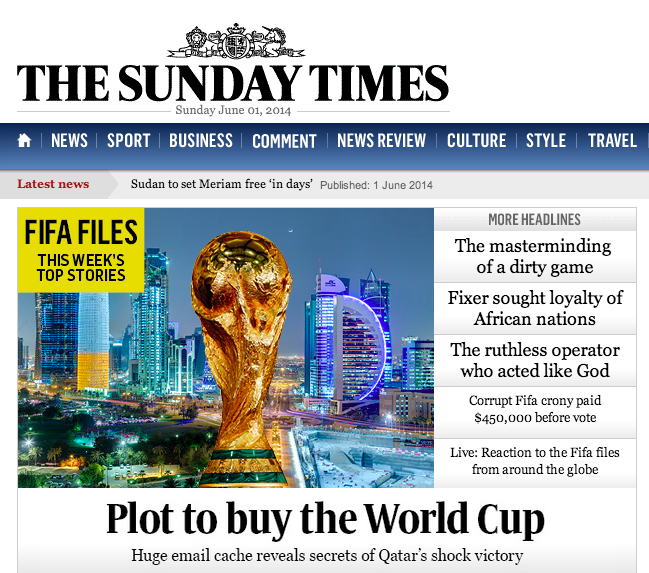 THE SUNDAY TIMES
Sunday June 01, 2014
NEWS SPORT BUSINESS COMMENT NEWS REVIEW CULTURE STYLE TRAVEL
Latest news Sudan to set Meriam free ‘in days’ Published: 1 June 2014
FIFA FILES
THIS WEEK'S
TOP STORIES
MORE HEADLINES
The masterminding
of a dirty game
Fixer sought loyalty of
African nations
The ruthless operator
who acted like God
Corrupt Fifa crony paid
$450,000 before vote
Live: Reaction to the Fifa files
from around the globe
Plot to buy the World Cup
Huge email cache reveals secrets of Qatar’s shock victory